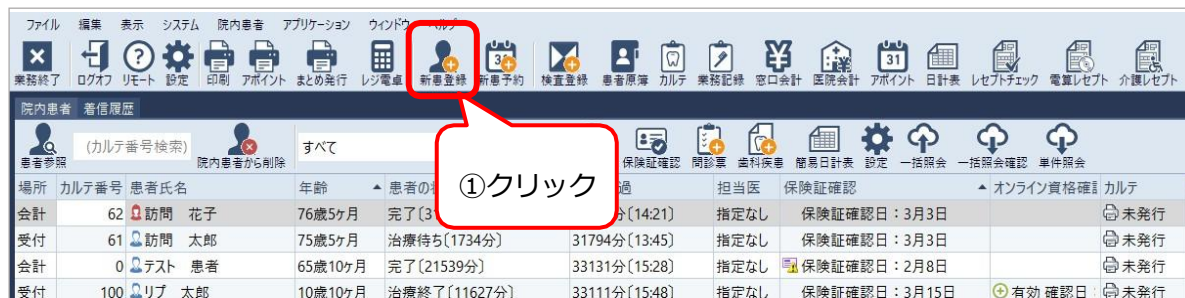 ファイル 編集 表示 システム 院内患者 アプリケーション ウィンドウ ヘルプ
業務終了 ログオフ リモート 設定 印刷 アポイント まとめ発行 レジ電卓 新患登録 新患予約 検査登録 患者原簿 カルテ 業務記録 窓口会計 医院会計 アポイント 日計表 レセプトチェック 電算レセプト 介護レセプト
院内患者 着信履歴
患者参照 (カルテ番号検索) 院内患者から削除 すべて 保険証確認 問診票 歯科疾患 簡易日計表 設定 一括照会 一括照会確認 単件照会
①クリック
場所 カルテ番号 患者氏名 年齢 患者の 過 担当医 保険証確認 オンライン資格確 カルテ
会計 62 訪問 花子 76歳5ヶ月 完了[31 分[14:21] 指定なし 保険証確認日：3月3日 未発行
受付 61 訪問 太郎 75歳5ヶ月 治療待ち[1734分] 31794分[13:45] 指定なし 保険証確認日：3月3日 未発行
会計 0 テスト 患者 65歳10ヶ月 完了[21539分] 33131分[15:28] 指定なし 保険証確認日：2月8日 未発行
受付 100 リプ 太郎 10歳10ヶ月 治療終了[11627分] 33111分[15:48] 指定なし 保険証確認日：3月15日 有効 確認日： 未発行